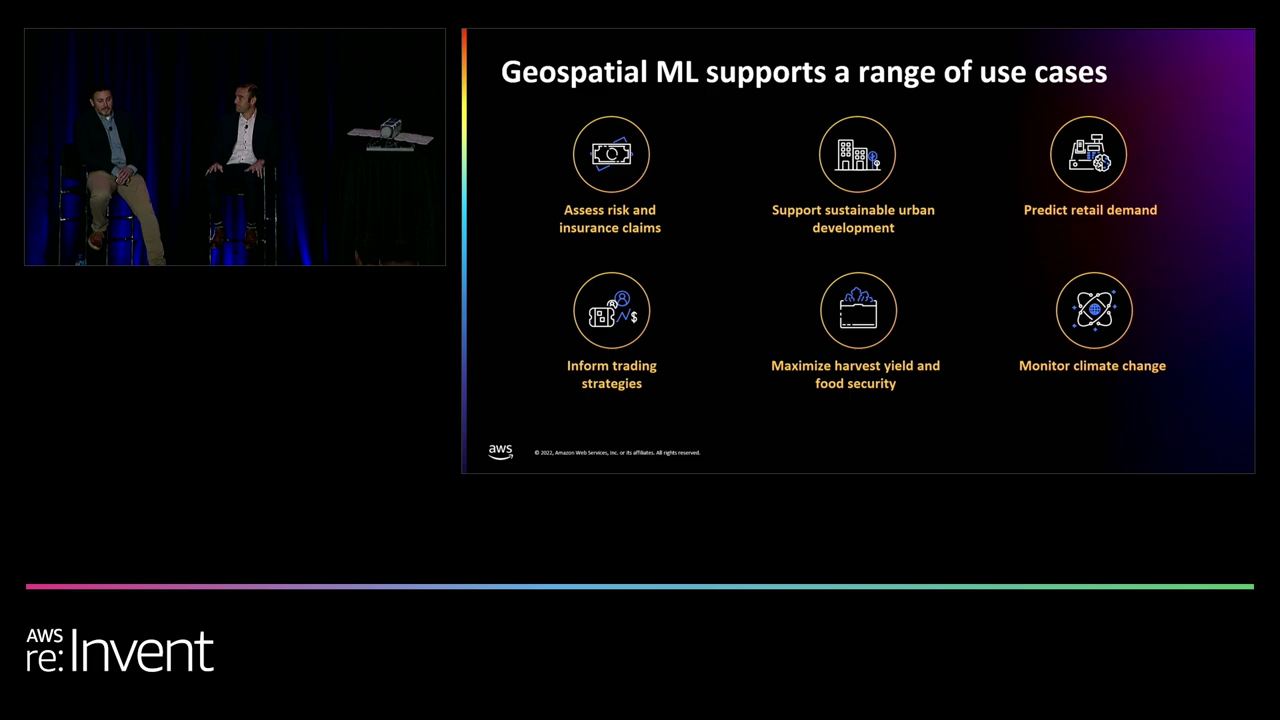 Geospatial ML supports a range of use cases
Assess risk and
insurance claims
Support sustainable urban
development
Predict retail demand
$
Inform trading
strategies
Maximize harvest yield and
food security
Monitor climate change
aws
© 2022, Amazon Web Services, Inc. or its affiliates. All rights reserved.
AWS
re:Invent